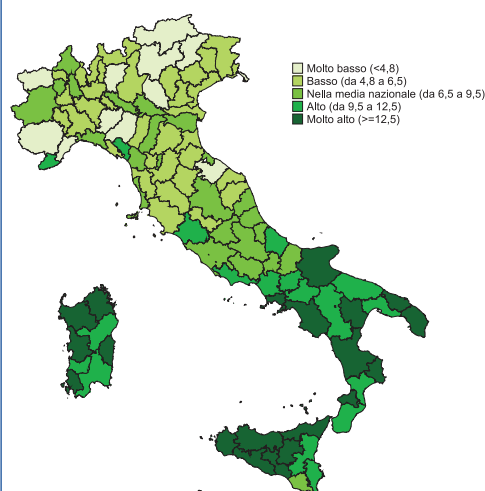 Molto basso (<4,8)
Basso (da 4,8 a 6,5)
Nella media nazionale (da 6,5 a 9,5)
Alto (da 9,5 a 12,5)
Molto alto (>=12,5)